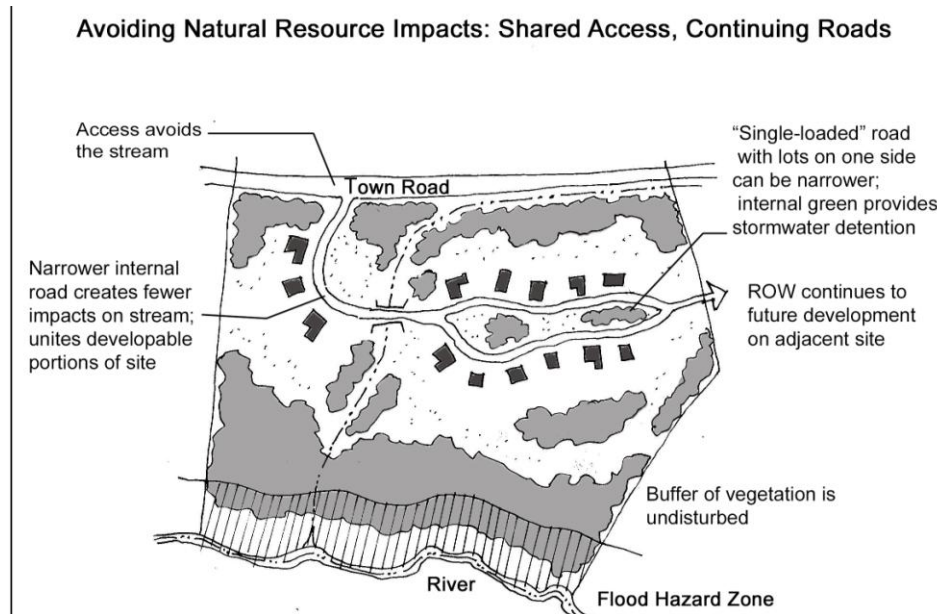 Avoiding Natural Resource Impacts: Shared Access, Continuing Roads
Access avoids
the stream
Town Road
“Single-loaded” road
with lots on one side
can be narrower;
internal green provides
stormwater detention
Narrower internal
road creates fewer
impacts on stream;
unites developable
portions of site
ROW continues to
future development
on adjacent site
Buffer of vegetation is
undisturbed
River
Flood Hazard Zone